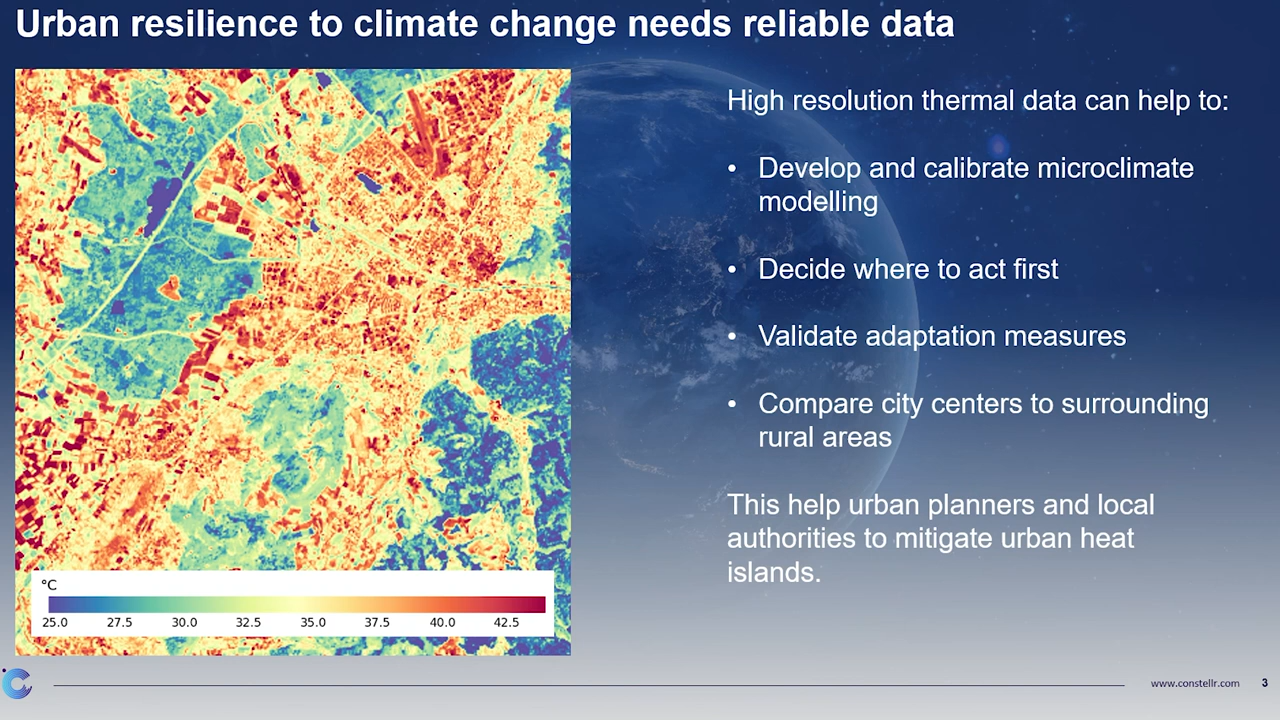 Urban resilience to climate change needs reliable data
High resolution thermal data can help to:
• Develop and calibrate microclimate
modelling
• Decide where to act first
• Validate adaptation measures
• Compare city centers to surrounding
rural areas
This help urban planners and local
authorities to mitigate urban heat
islands.
°C
25.0 27.5 30.0 32.5 35.0 37.5 40.0 42.5
www.constellr.com 3